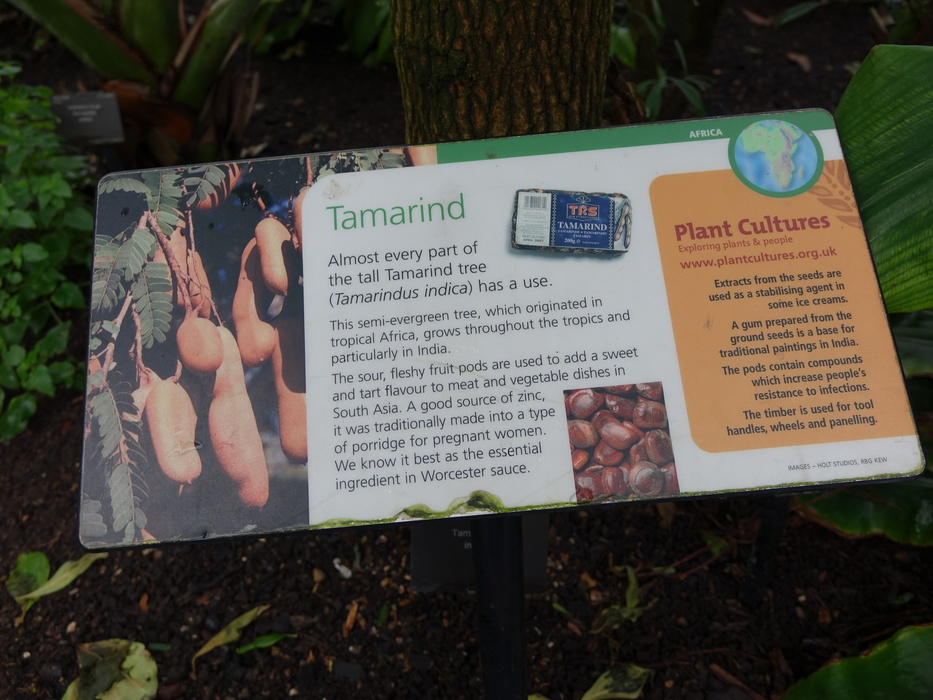 AFRICA
Tamarind
Almost every part of
the tall Tamarind tree
(Tamarindus indica) has a use.
This semi-evergreen tree, which originated in
tropical Africa, grows throughout the tropics and
particularly in India.
The sour, fleshy fruit pods are used to add a sweet
and tart flavour to meat and vegetable dishes in
South Asia. A good source of zinc,
it was traditionally made into a type
of porridge for pregnant women.
We know it best as the essential
ingredient in Worcester sauce.
TRS
TAMARIND
200g
Plant Cultures
Exploring plants & people
www.plantcultures.org.uk
Extracts from the seeds are
used as a stabilising agent in
some ice creams.
A gum prepared from the
ground seeds is a base for
traditional paintings in India.
The pods contain compounds
which increase people's
resistance to infections.
The timber is used for tool
handles, wheels and panelling.
IMAGES – HOLT STUDIOS, RBG KEW
Tam
in